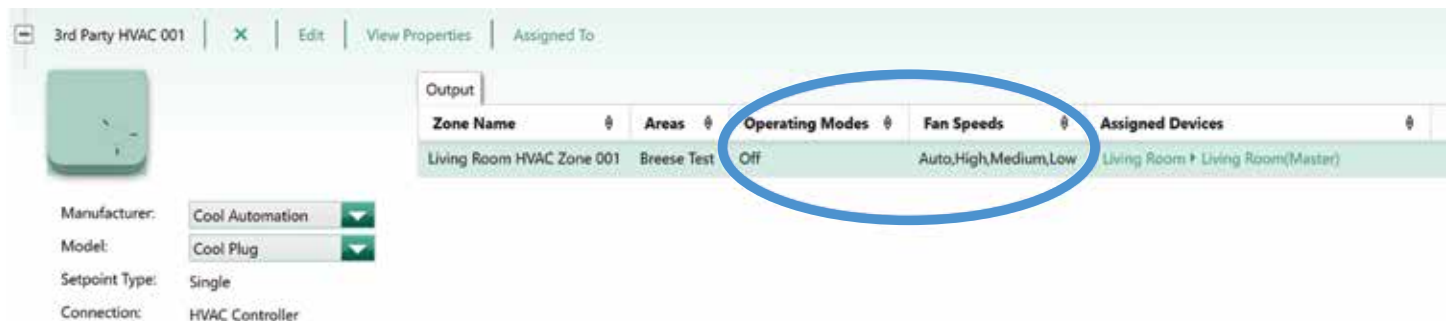 3rd Party HVAC 001 Edit View Properties Assigned To
Output
Zone Name Areas Operating Modes Fan Speeds Assigned Devices
Living Room HVAC Zone 001 Breese Test Off Auto,High,Medium,Low Living Room Living Room(Master)
Manufacturer: Cool Automation
Model: Cool Plug
Setpoint Type: Single
Connection: HVAC Controller